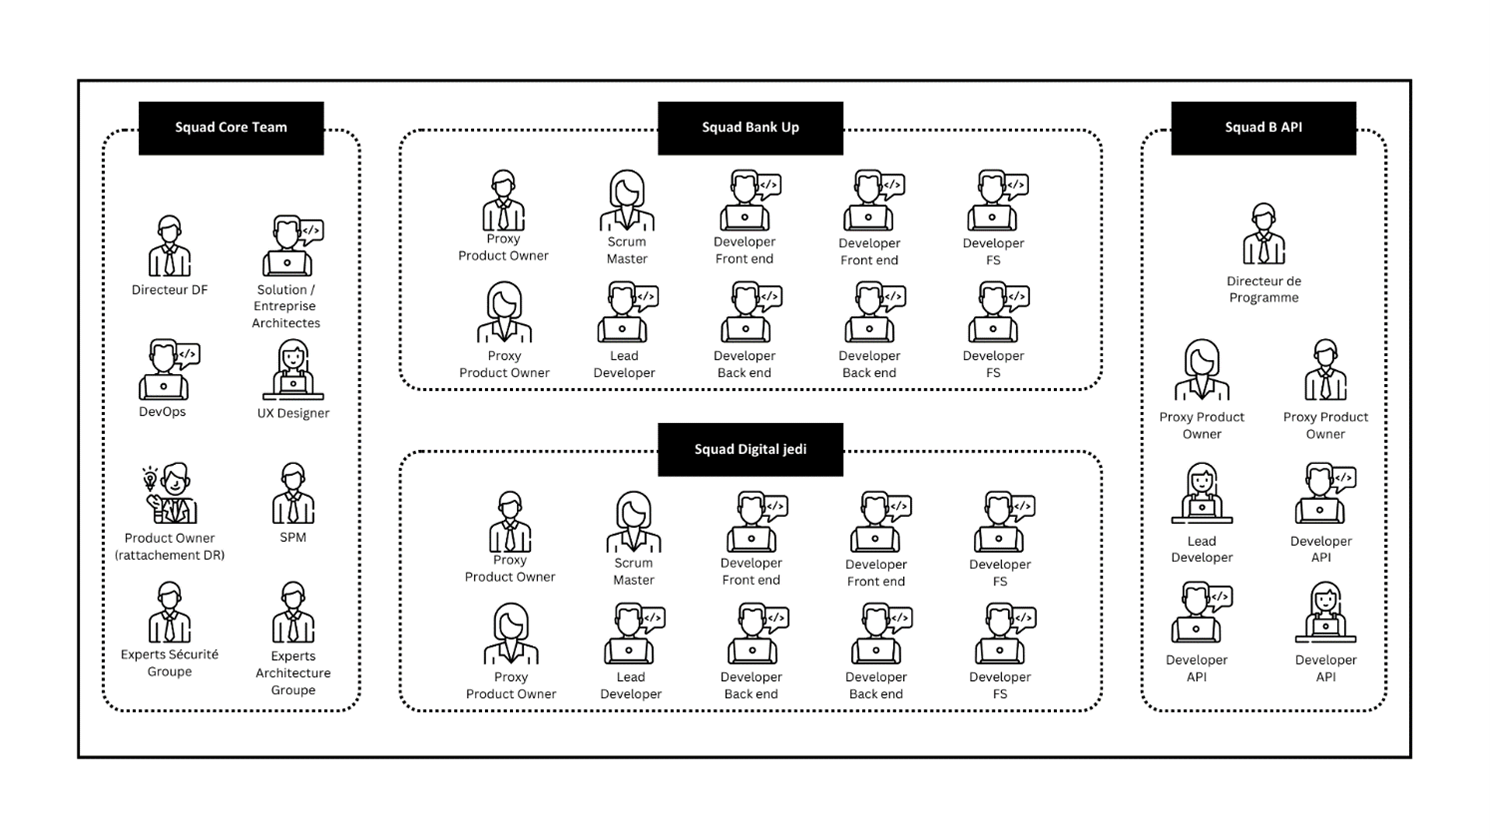 Squad Core Team
Directeur DF
Solution /
Entreprise
Architectes
DevOps
UX Designer
Product Owner
(rattachement DR)
SPM
Experts Sécurité
Groupe
Experts
Architecture
Groupe
Squad Bank Up
Proxy
Product Owner
Scrum
Master
Developer
Front end
Developer
Front end
Developer
FS
Proxy
Product Owner
Lead
Developer
Developer
Back end
Developer
Back end
Developer
FS
Squad Digital jedi
Proxy
Product Owner
Scrum
Master
Developer
Front end
Developer
Front end
Developer
FS
Proxy
Product Owner
Lead
Developer
Developer
Back end
Developer
Back end
Developer
FS
Squad B API
Directeur de
Programme
Proxy Product
Owner
Proxy Product
Owner
Lead
Developer
Developer
API
Developer
API
Developer
API